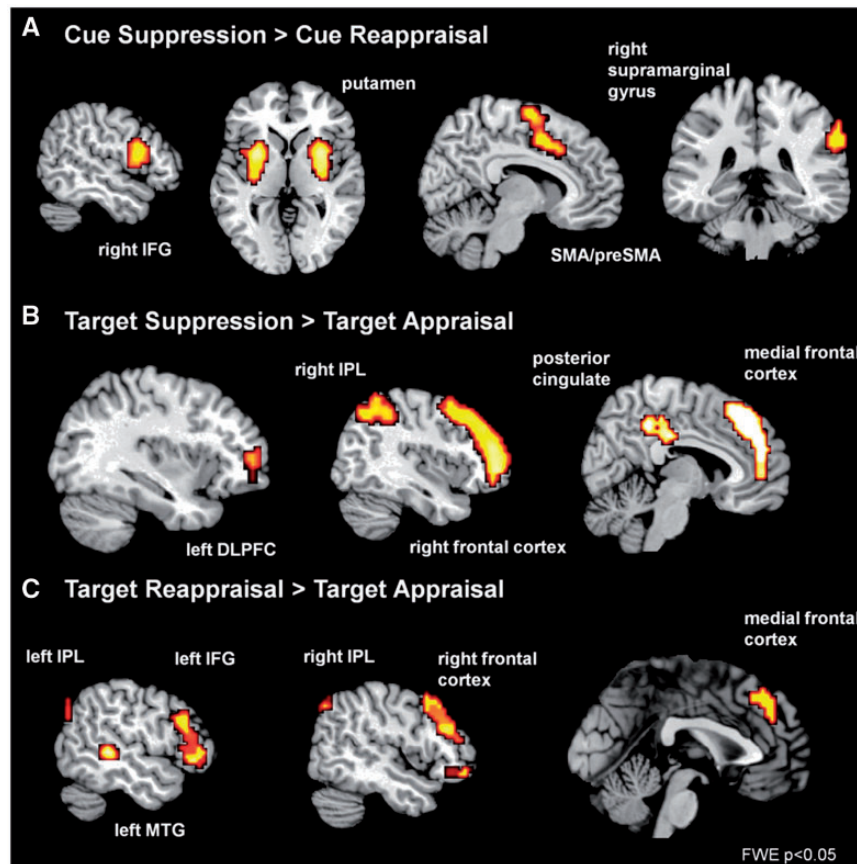 A Cue Suppression > Cue Reappraisal
putamen
right
supramarginal
gyrus
right IFG
SMA/preSMA
B Target Suppression > Target Appraisal
right IPL
posterior
cingulate
medial frontal
cortex
left DLPFC
right frontal cortex
C Target Reappraisal > Target Appraisal
left IPL
left IFG
right IPL
right frontal
cortex
medial frontal
cortex
left MTG
FWE p<0.05